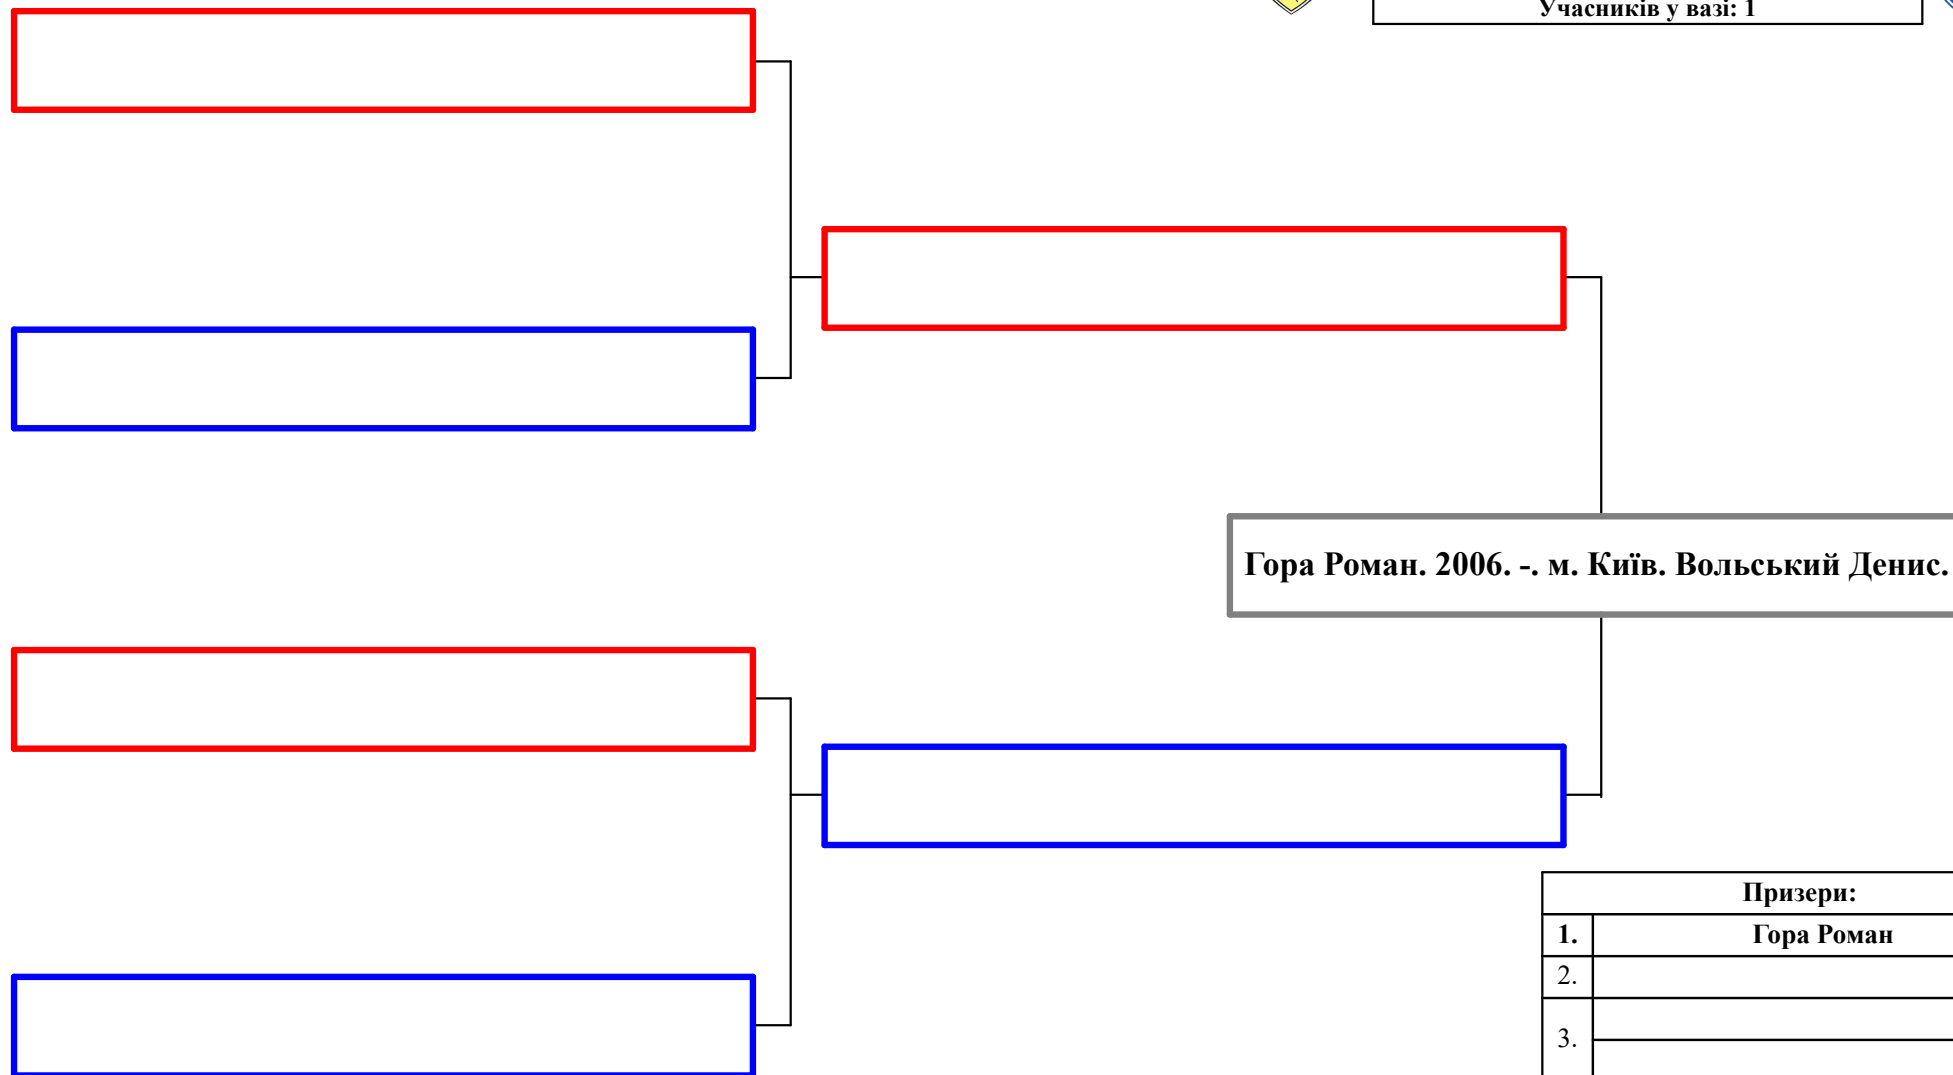 Учасників у вазі: 1
Гора Роман. 2006. -. м. Київ. Вольський Денис.
Призери:
1. Гора Роман
2.
3.